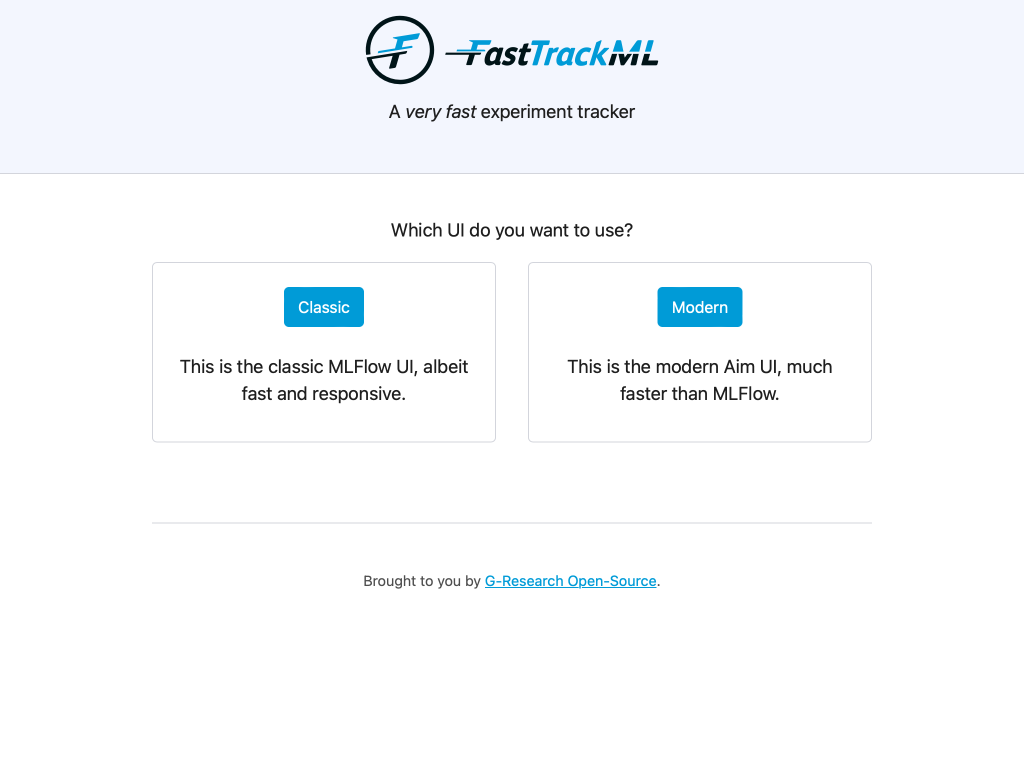 FastTrackML
A very fast experiment tracker
Which UI do you want to use?
Classic
This is the classic MLFlow UI, albeit
fast and responsive.
Modern
This is the modern Aim UI, much
faster than MLFlow.
Brought to you by G-Research Open-Source.